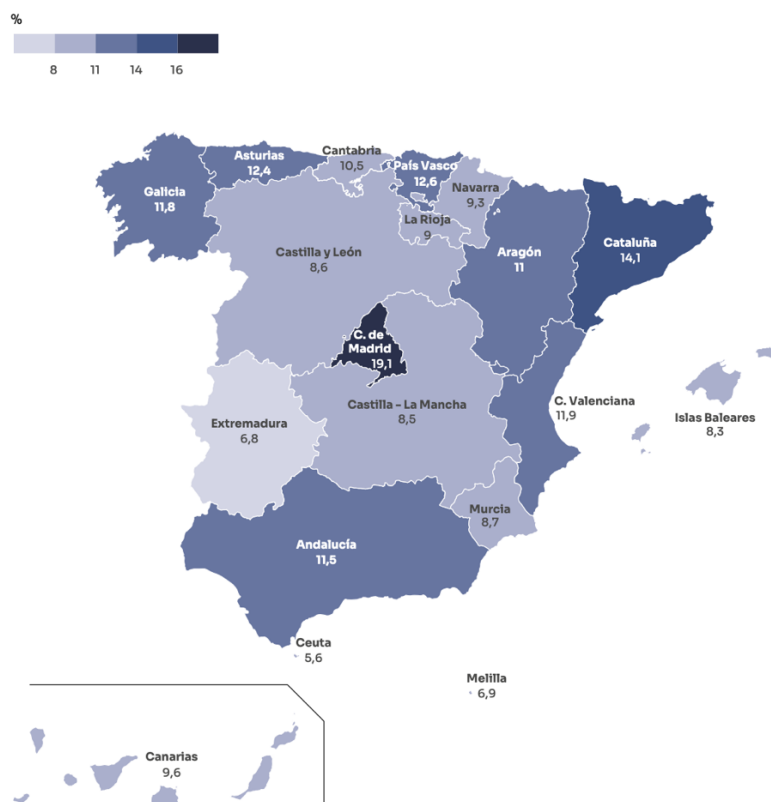 %
8 11 14 16
Cantabria
10,5
Asturias
12,4
País Vasco
12,6
Galicia
11,8
Navarra
9,3
La Rioja
9
Castilla y León
8,6
Aragón
11
Cataluña
14,1
C. de
Madrid
19,1
Castilla - La Mancha
8,5
C. Valenciana
11,9
Islas Baleares
8,3
Extremadura
6,8
Murcia
8,7
Andalucía
11,5
Ceuta
5,6
Melilla
6,9
Canarias
9,6